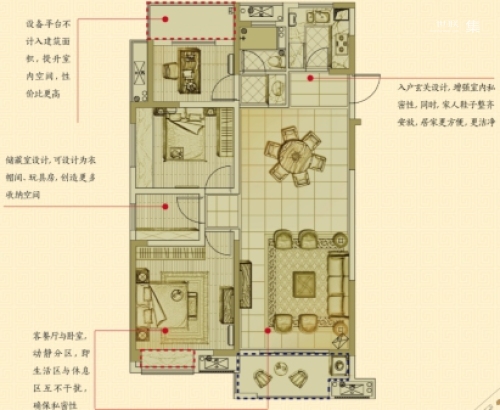 设备平台不
计入建筑面
积，提升室
内空间，性
价比更高
入户玄关设计，增强室内私
密性，同时，家人鞋子整齐
安放，居家更方便，更洁净
储藏室设计，可设计为衣
帽间、玩具房，创造更多
收纳空间
客餐厅与卧室，
动静分区，即
生活区与休息
区互不干扰，
确保私密性